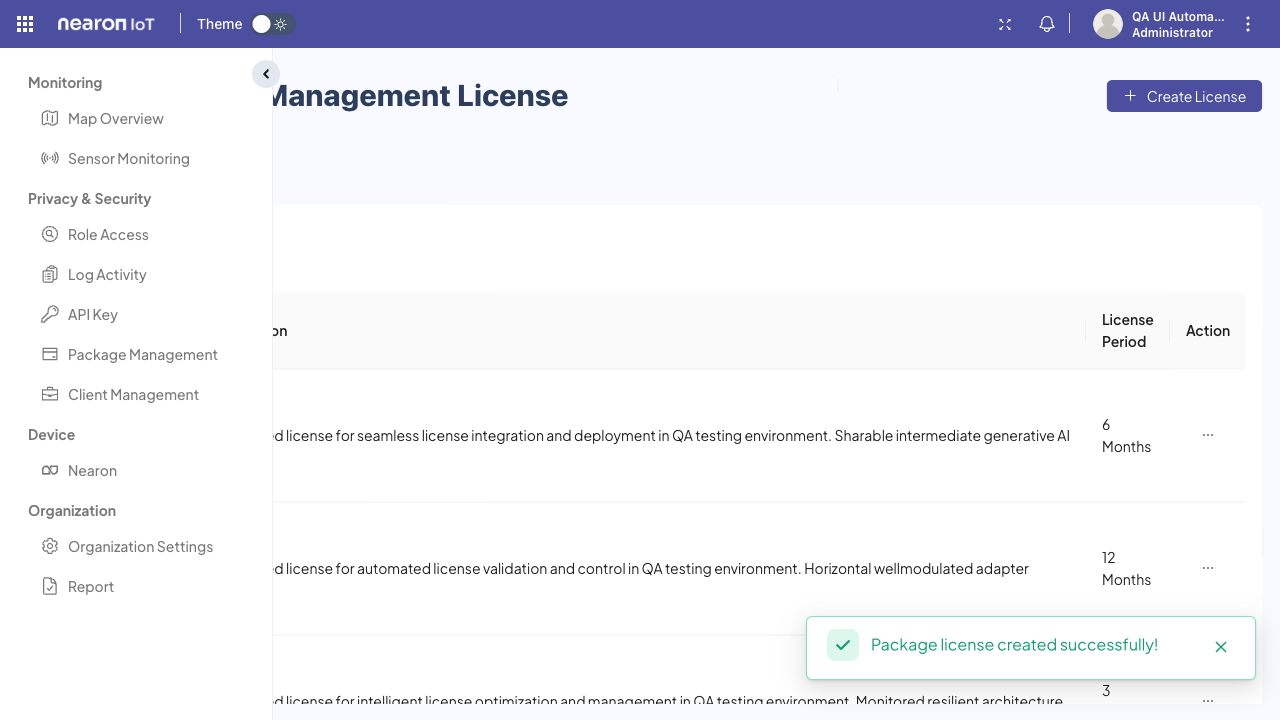 nearon IoT
Theme
QA UI Automa...
Administrator
Monitoring
Map Overview
Sensor Monitoring
Privacy & Security
Role Access
Log Activity
API Key
Package Management
Client Management
Device
Nearon
Organization
Organization Settings
Report
Management License
Create License
on
License
Period
Action
ed license for seamless license integration and deployment in QA testing environment. Sharable intermediate generative AI
6
Months
...
ed license for automated license validation and control in QA testing environment. Horizontal wellmodulated adapter
12
Months
...
ed license for intelligent license optimization and management in QA testing environment. Monitored resilient architecture
3
...
Package license created successfully!